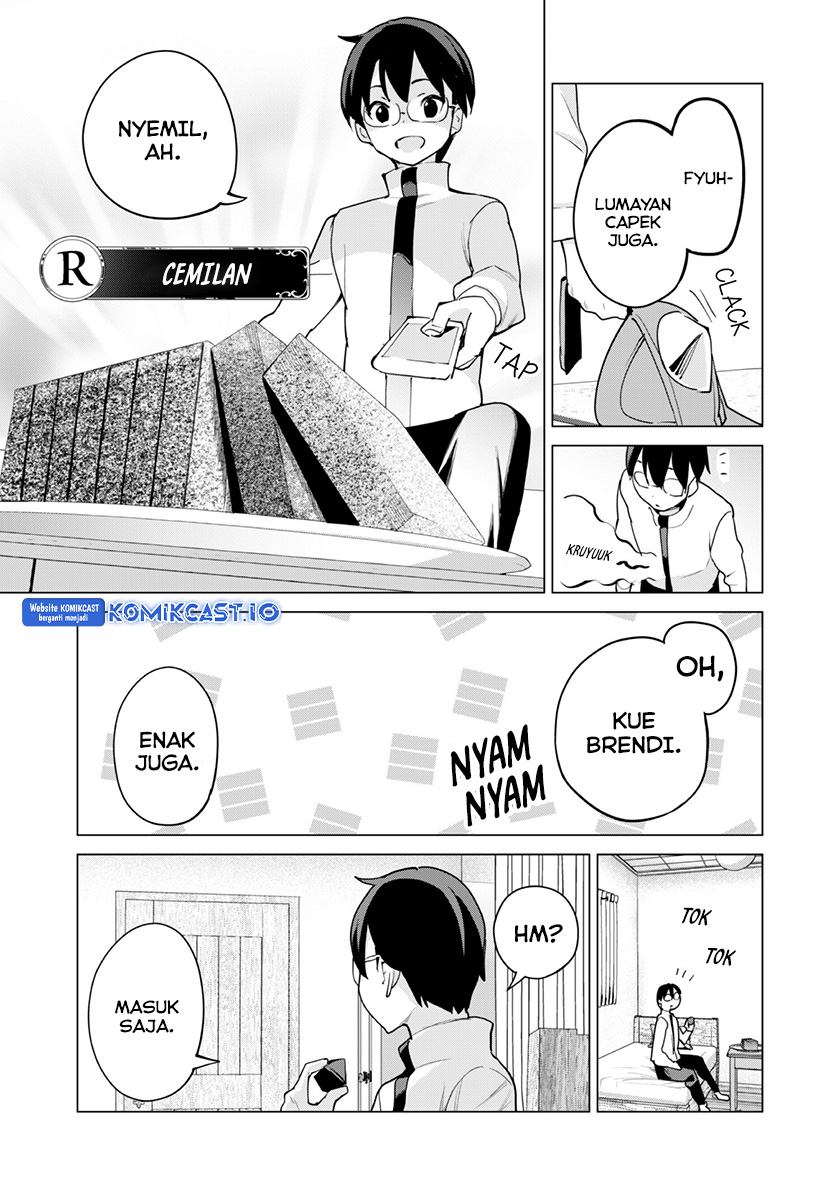 FYUH-
LUMAYAN
CAPEK
JUGA.
CLACK
KRUYUUK
NYEMIL,
AH.
R
CEMILAN
TAP
Website KOMIKCAST
berganti menjadi
KOMIKCAST.IO
OH,
KUE
BRENDI.
NYAM
NYAM
ENAK
JUGA.
TOK
TOK
HM?
MASUK
SAJA.